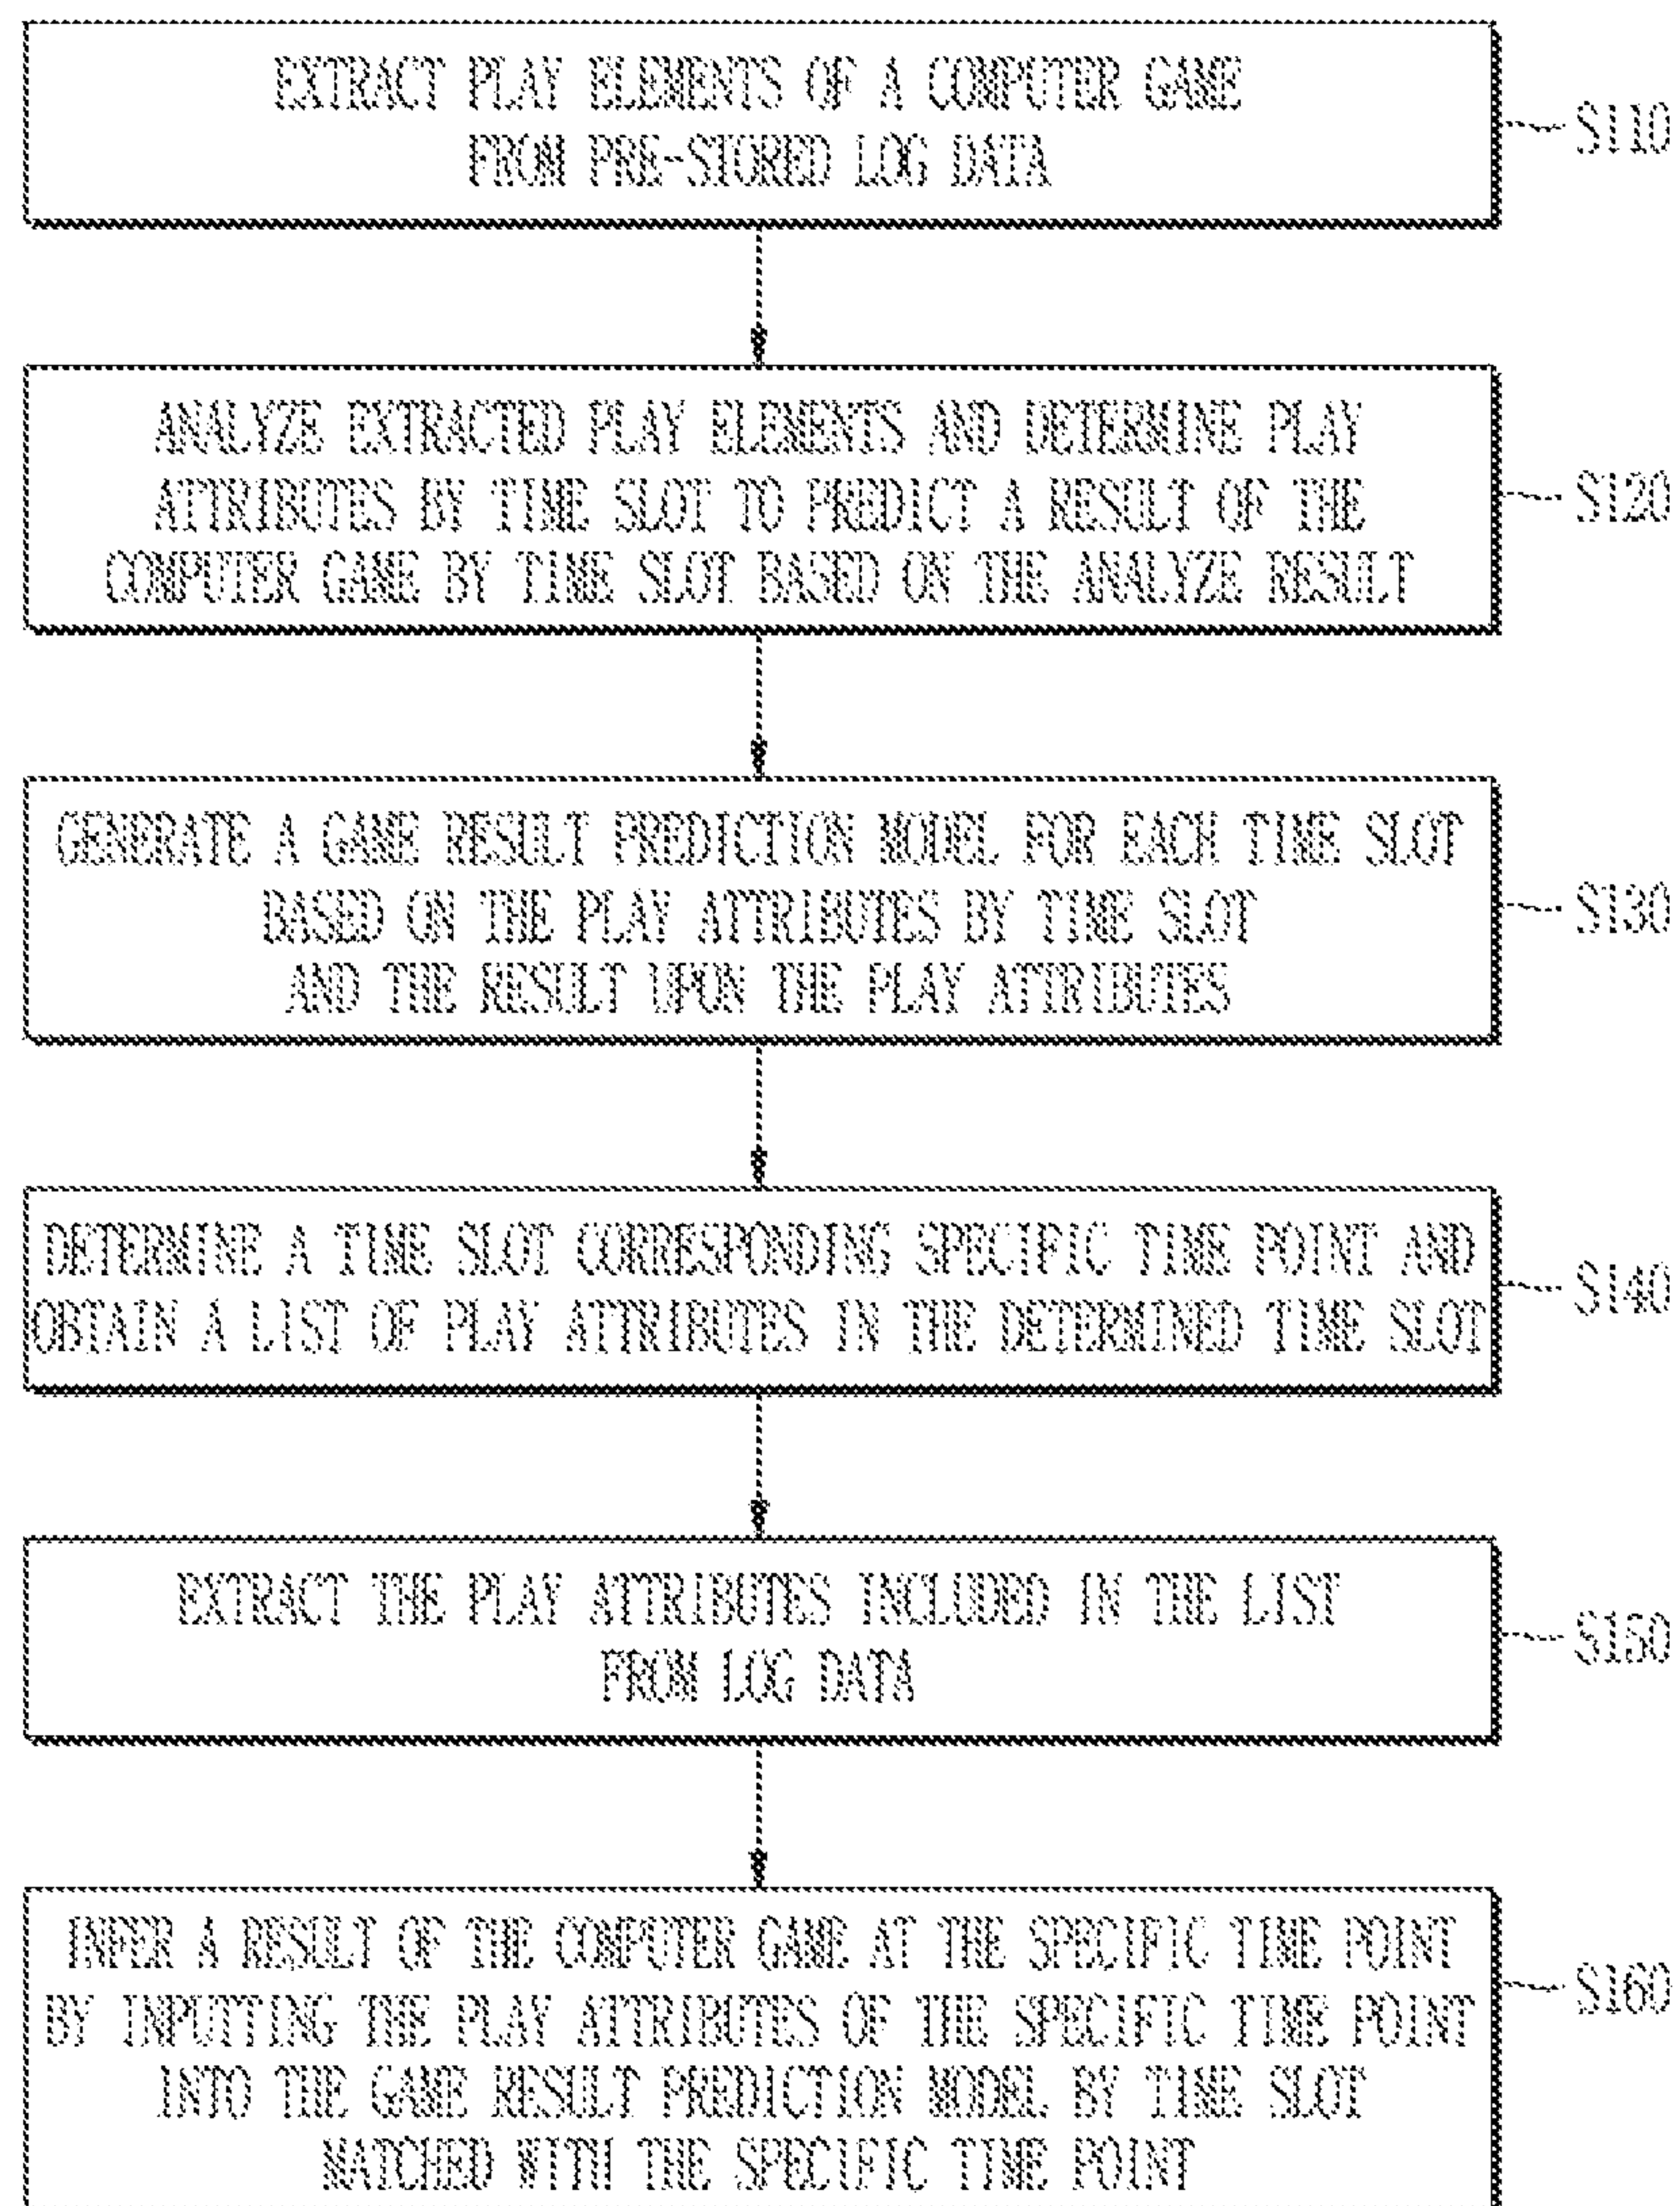 EXTRACT PLAY ELEMENTS OF A COMPUTER GAME
FROM PRE-STORED LOG DATA
S110
ANALYZE EXTRACTED PLAY ELEMENTS AND DETERMINE PLAY
ATTRIBUTES BY TIME SLOT TO PREDICT A RESULT OF THE
COMPUTER GAME BY TIME SLOT BASED ON THE ANALYZE RESULT
S120
GENERATE A GAME RESULT PREDICTION MODEL FOR EACH TIME SLOT
BASED ON THE PLAY ATTRIBUTES BY TIME SLOT
AND THE RESULT UPON THE PLAY ATTRIBUTES
S130
DETERMINE A TIME SLOT CORRESPONDING SPECIFIC TIME POINT AND
OBTAIN A LIST OF PLAY ATTRIBUTES IN THE DETERMINED TIME SLOT
S140
EXTRACT THE PLAY ATTRIBUTES INCLUDED IN THE LIST
FROM LOG DATA
S150
INFER A RESULT OF THE COMPUTER GAME AT THE SPECIFIC TIME POINT
BY INPUTTING THE PLAY ATTRIBUTES OF THE SPECIFIC TIME POINT
INTO THE GAME RESULT PREDICTION MODEL BY TIME SLOT
MATCHED WITH THE SPECIFIC TIME POINT
S160